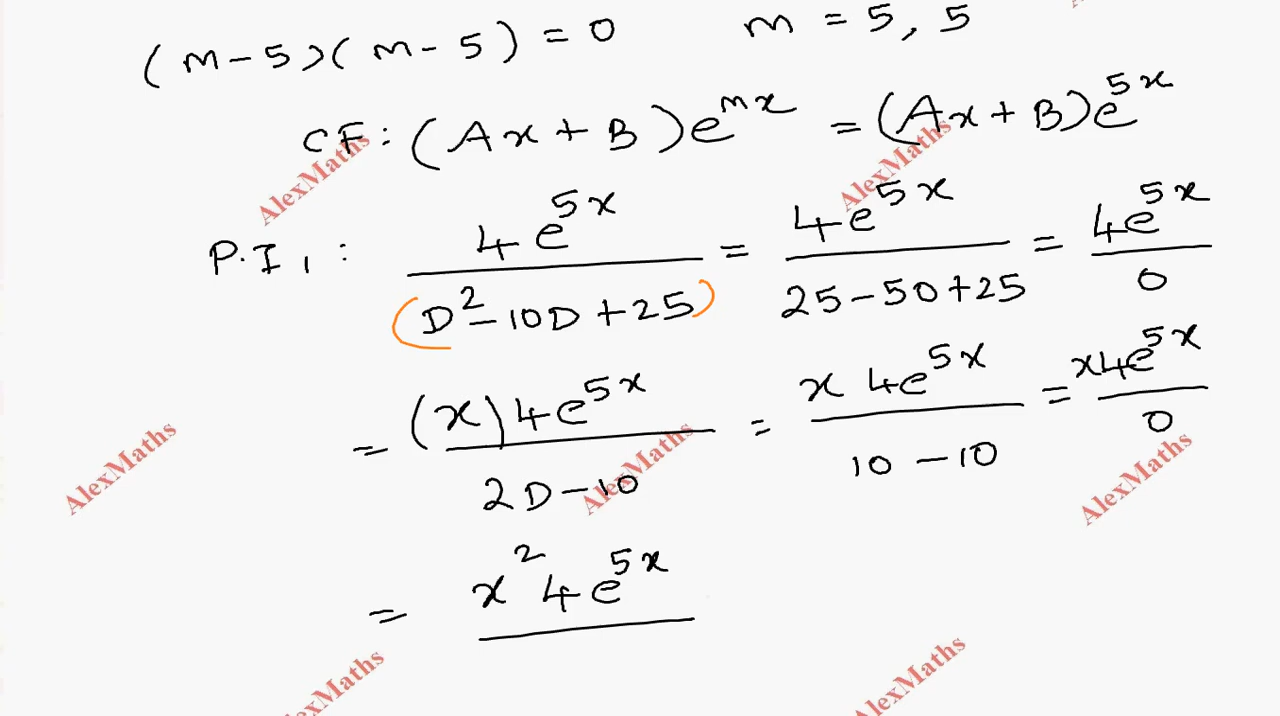 (m-5)(m-5) = 0 m = 5, 5
CF: (Ax + B)e^{mx} = (Ax + B)e^{5x}
P.I₁ : 4e^{5x} / (D² - 10D + 25) = 4e^{5x} / 25 - 50 + 25 = 4e^{5x} / 0
= (x) 4e^{5x} / 2D - 10 = x 4e^{5x} / 10 - 10 = x4e^{5x} / 0
= x² 4e^{5x} /
AlexMaths
AlexMaths
AlexMaths
AlexMaths
AlexMaths
AlexMaths
AlexMaths